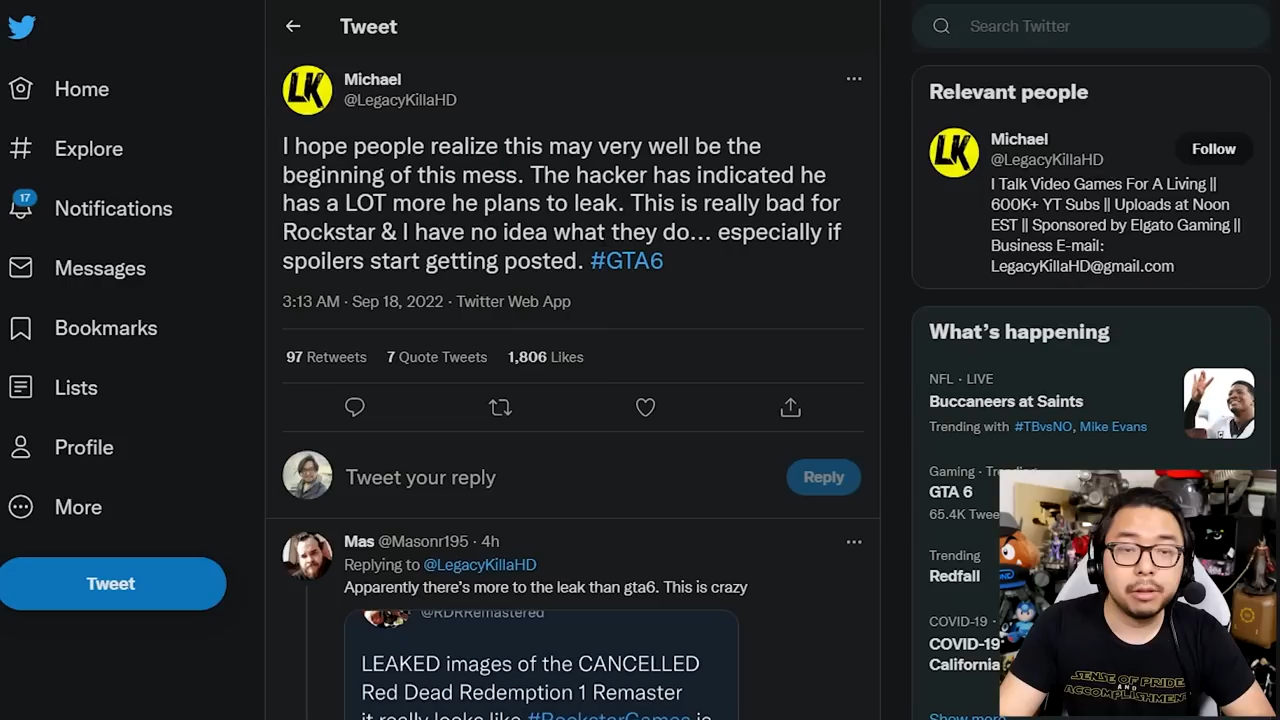 Tweet
Search Twitter
Home
Explore
17
Notifications
Messages
Bookmarks
Lists
Profile
More
Tweet
LK
Michael
@LegacyKillaHD
I hope people realize this may very well be the
beginning of this mess. The hacker has indicated he
has a LOT more he plans to leak. This is really bad for
Rockstar & I have no idea what they do... especially if
spoilers start getting posted. #GTA6
3:13 AM · Sep 18, 2022 · Twitter Web App
97 Retweets 7 Quote Tweets 1,806 Likes
Tweet your reply
Reply
Mas @Masonr195 · 4h
Replying to @LegacyKillaHD
Apparently there's more to the leak than gta6. This is crazy
@RDRRemastered
LEAKED images of the CANCELLED
Red Dead Redemption 1 Remaster
it really looks like #RockstarGames is
Relevant people
LK
Michael
@LegacyKillaHD
Follow
I Talk Video Games For A Living ||
600K+ YT Subs || Uploads at Noon
EST || Sponsored by Elgato Gaming ||
Business E-mail:
LegacyKillaHD@gmail.com
What's happening
NFL · LIVE
Buccaneers at Saints
Trending with #TBvsNO, Mike Evans
Gaming ·
GTA 6
65.4K
Trending
Redfall
COVID-19 ·
COVID-19
California
Show more
SENSE OF PRIDE
AND
ACCOMPLISHMENT